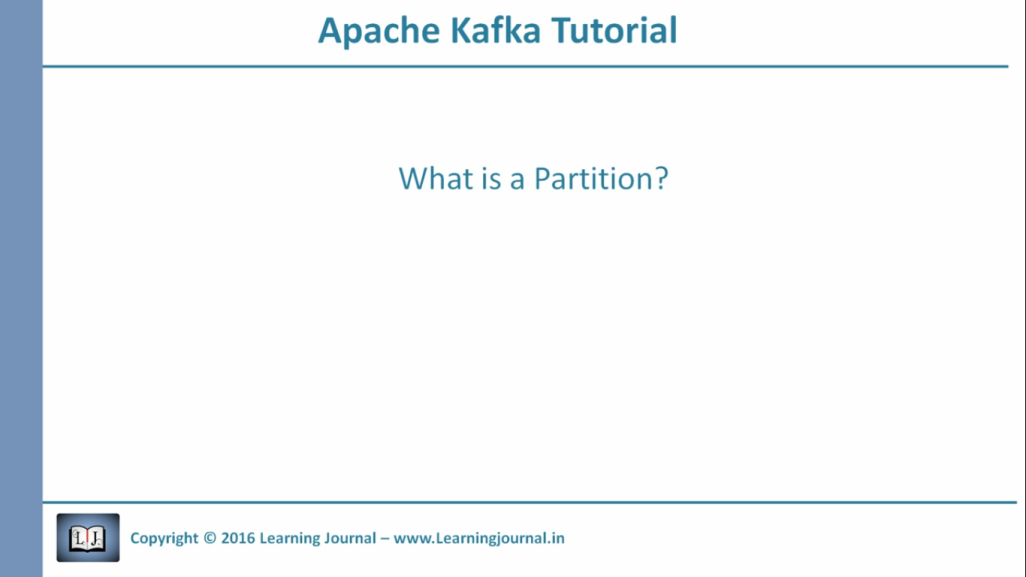 Apache Kafka Tutorial
What is a Partition?
L J
Copyright © 2016 Learning Journal – www.Learningjournal.in